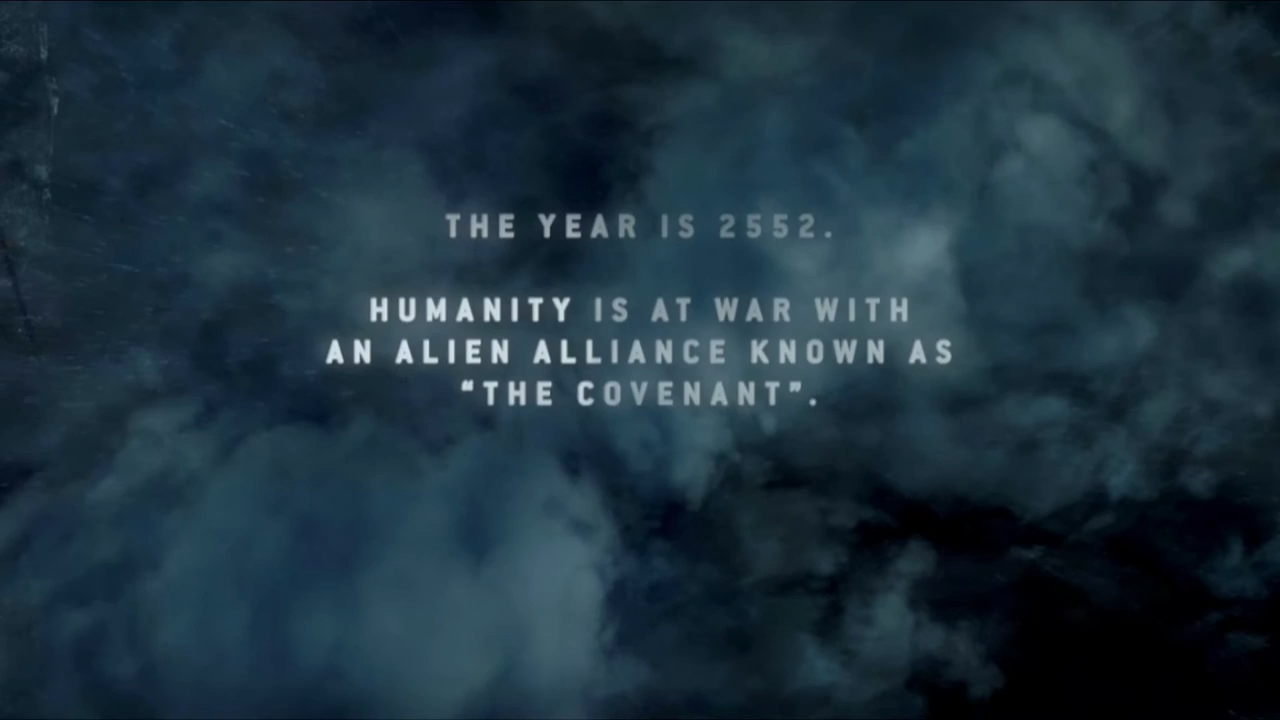 THE YEAR IS 2552.
HUMANITY IS AT WAR WITH
AN ALIEN ALLIANCE KNOWN AS
“THE COVENANT”.